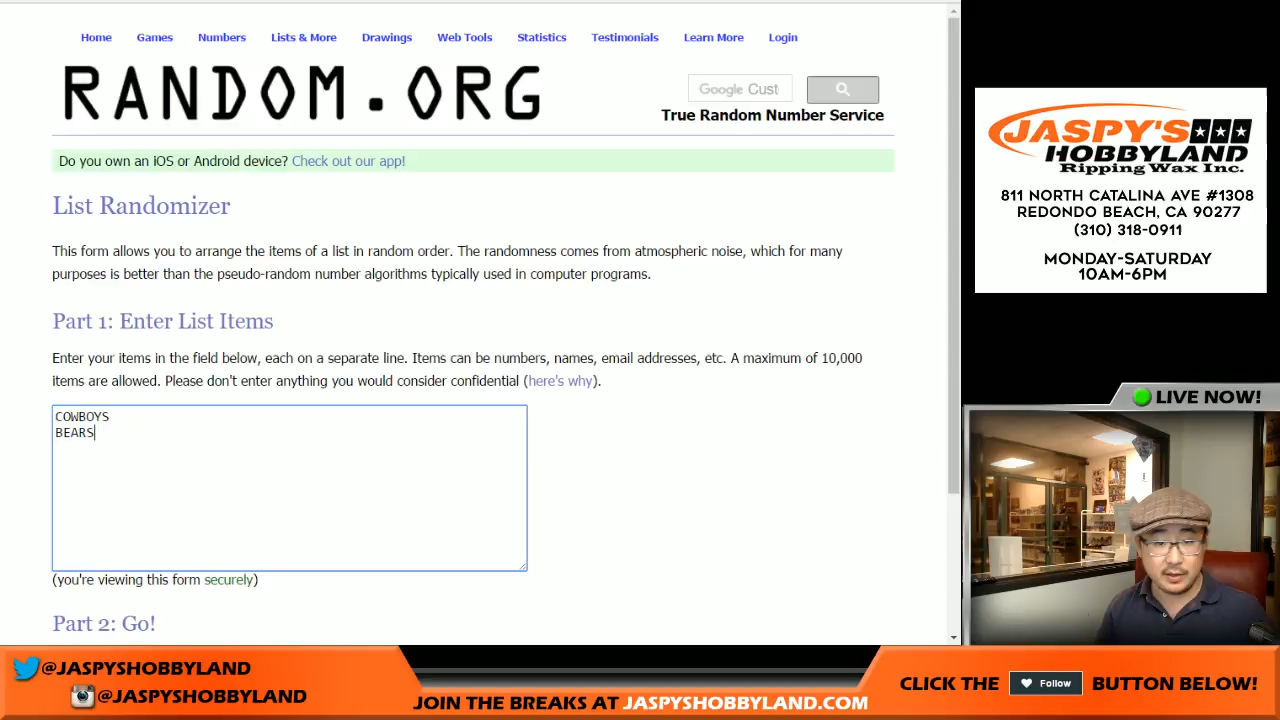 Home Games Numbers Lists & More Drawings Web Tools Statistics Testimonials Learn More Login
RANDOM.ORG
Google Cust
True Random Number Service
Do you own an iOS or Android device? Check out our app!
List Randomizer
This form allows you to arrange the items of a list in random order. The randomness comes from atmospheric noise, which for many
purposes is better than the pseudo-random number algorithms typically used in computer programs.
Part 1: Enter List Items
Enter your items in the field below, each on a separate line. Items can be numbers, names, email addresses, etc. A maximum of 10,000
items are allowed. Please don't enter anything you would consider confidential (here's why).
COWBOYS
BEARS
(you're viewing this form securely)
Part 2: Go!
JASPY'S
HOBBYLAND
Ripping Wax Inc.
811 NORTH CATALINA AVE #1308
REDONDO BEACH, CA 90277
(310) 318-0911
MONDAY-SATURDAY
10AM-6PM
LIVE NOW!
@JASPYSHOBBYLAND
@JASPYSHOBBYLAND
JOIN THE BREAKS AT JASPYSHOBBYLAND.COM
CLICK THE Follow BUTTON BELOW!